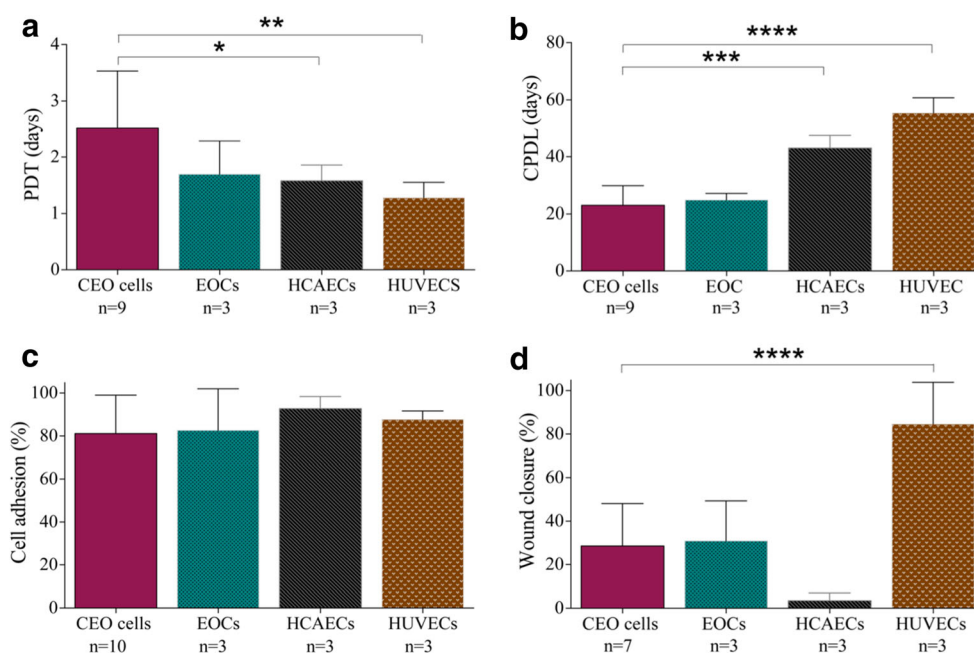 a
**
*
4
3
2
1
0
PDT (days)
CEO cells EOCs HCAECs HUVECS
n=9 n=3 n=3 n=3
b
****
***
80
60
40
20
0
CPDL (days)
CEO cells EOC HCAECs HUVEC
n=9 n=3 n=3 n=3
c
100
80
60
40
20
0
Cell adhesion (%)
CEO cells EOCs HCAECs HUVECs
n=10 n=3 n=3 n=3
d
****
100
80
60
40
20
0
Wound closure (%)
CEO cells EOCs HCAECs HUVECs
n=7 n=3 n=3 n=3